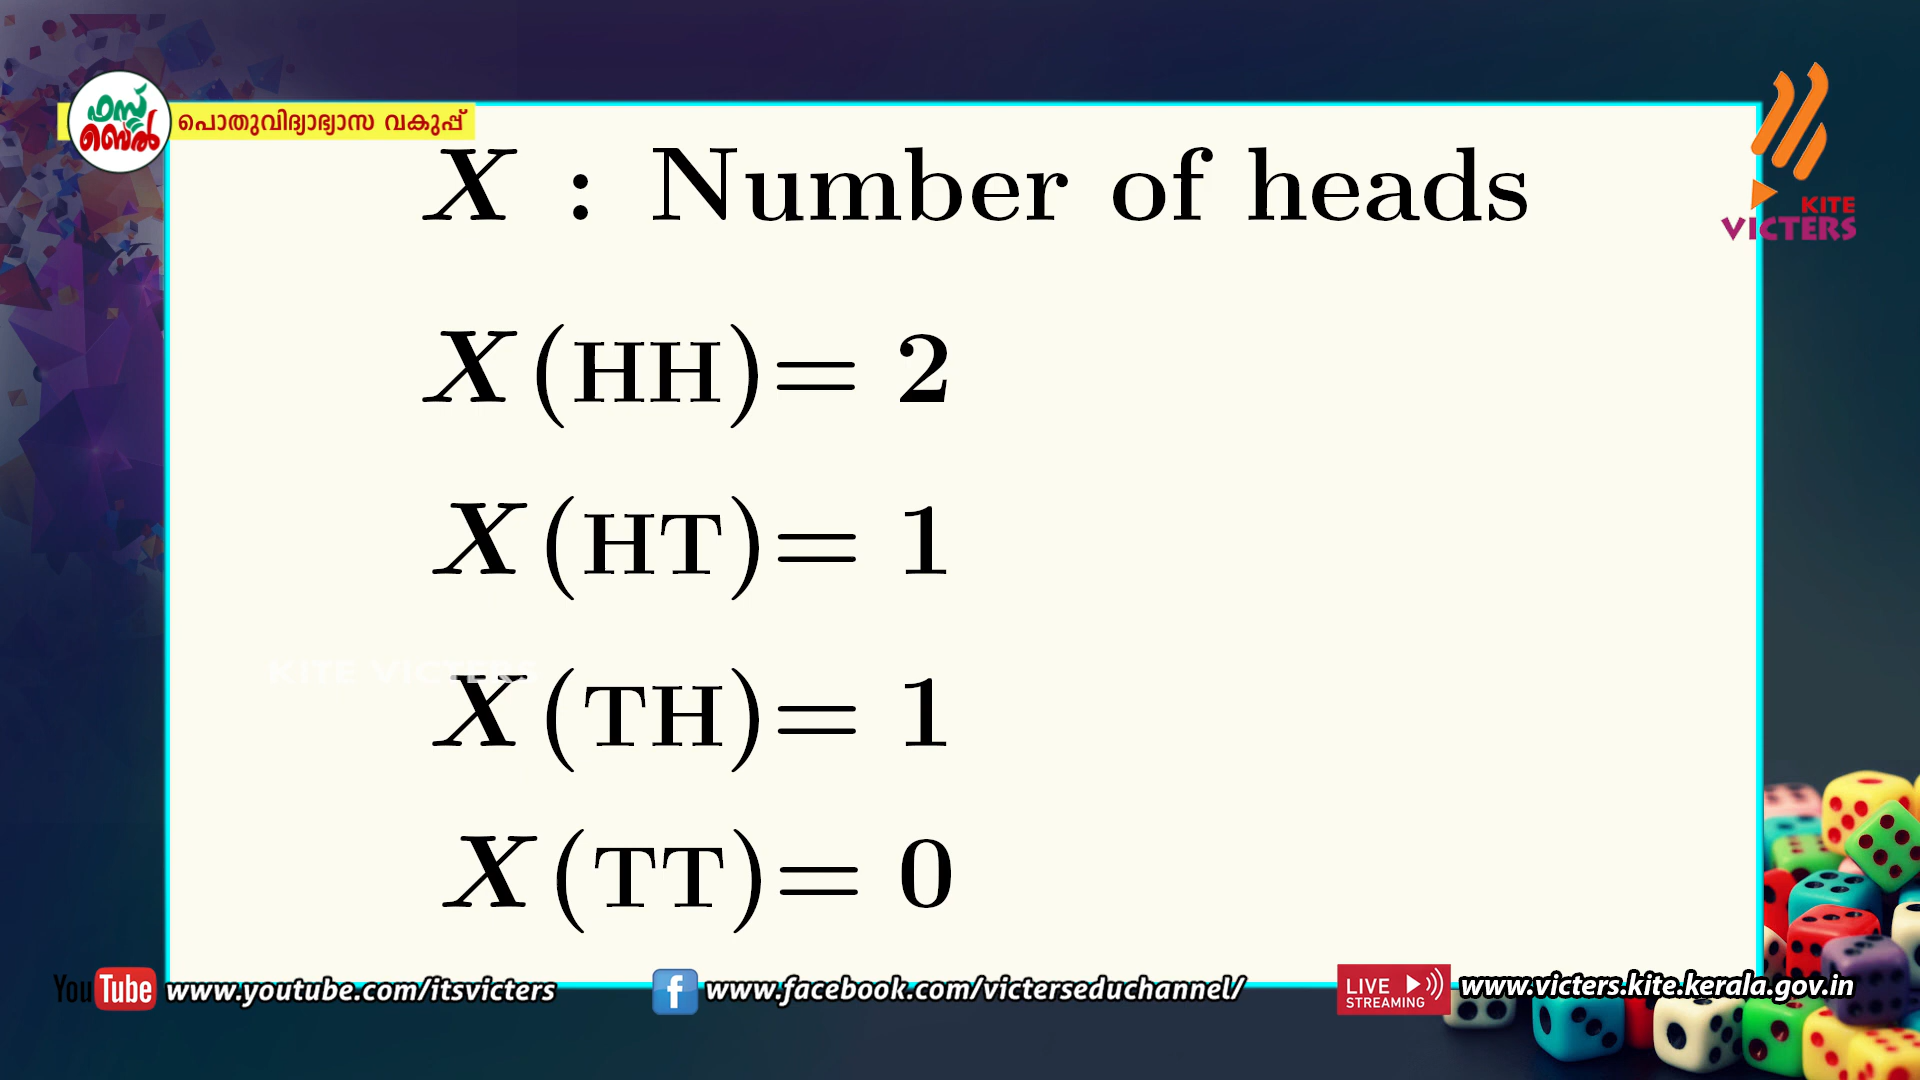 ഫസ്റ്റ്
ബെൽ
പൊതുവിദ്യാഭ്യാസ വകുപ്പ്
KITE
VICTERS
X : Number of heads
X(HH)= 2
X(HT)= 1
KITE VICTERS
X(TH)= 1
X(TT)= 0
YouTube www.youtube.com/itsvicters
f www.facebook.com/victerseduchannel/
LIVE
STREAMING
www.victers.kite.kerala.gov.in